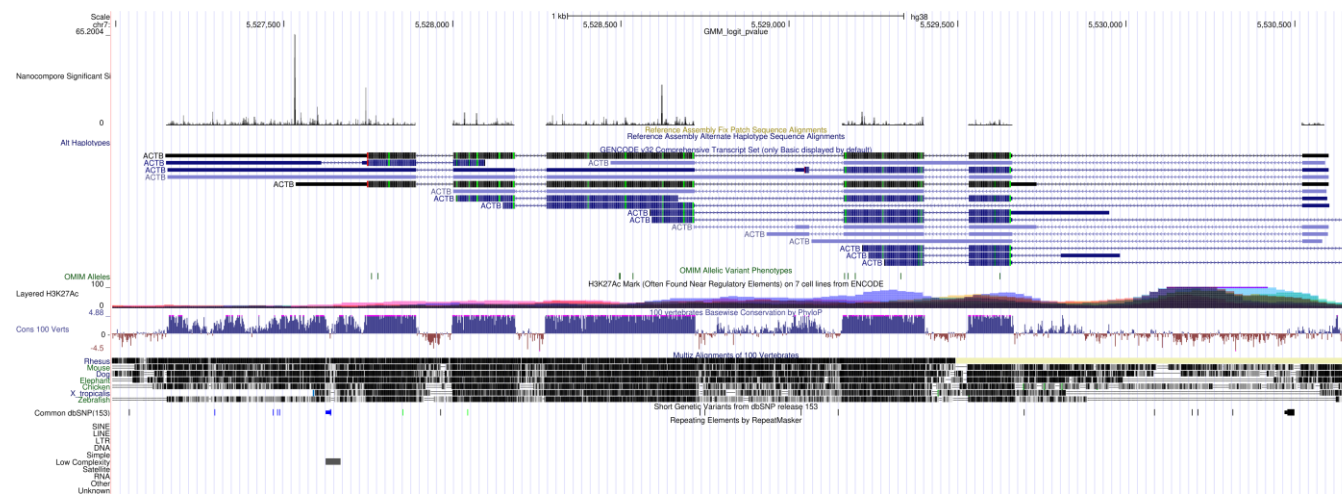 Scale 1 kb hg38
chr7: 5,527,500 5,528,000 5,528,500 5,529,000 5,529,500 5,530,000 5,530,500
65.2004 GMM_logit_pvalue
Nanocompore Significant Si
0
Reference Assembly Fix Patch Sequence Alignments
Reference Assembly Alternate Haplotype Sequence Alignments
Alt Haplotypes
GENCODE v32 Comprehensive Transcript Set (only Basic displayed by default)
ACTB
ACTB ACTB
ACTB
ACTB
ACTB
ACTB
ACTB
ACTB
ACTB
ACTB
ACTB
ACTB
ACTB
ACTB
ACTB
OMIM Allelic Variant Phenotypes
OMIM Alleles
H3K27Ac Mark (Often Found Near Regulatory Elements) on 7 cell lines from ENCODE
100
Layered H3K27Ac
0
100 vertebrates Basewise Conservation by PhyloP
4.88
Cons 100 Verts
0
-4.5
Multiz Alignments of 100 Vertebrates
Rhesus
Mouse
Dog
Elephant
Chicken
X_tropicalis
Zebrafish
Short Genetic Variants from dbSNP release 153
Common dbSNP(153)
Repeating Elements by RepeatMasker
SINE
LINE
LTR
DNA
Simple
Low Complexity
Satellite
RNA
Other
Unknown